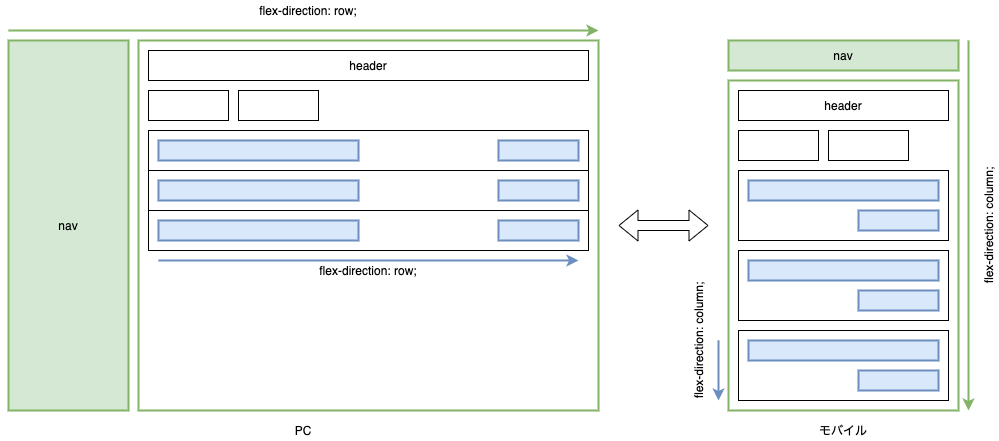 flex-direction: row;
nav
header
flex-direction: row;
PC
nav
header
flex-direction: column;
flex-direction: column;
モバイル